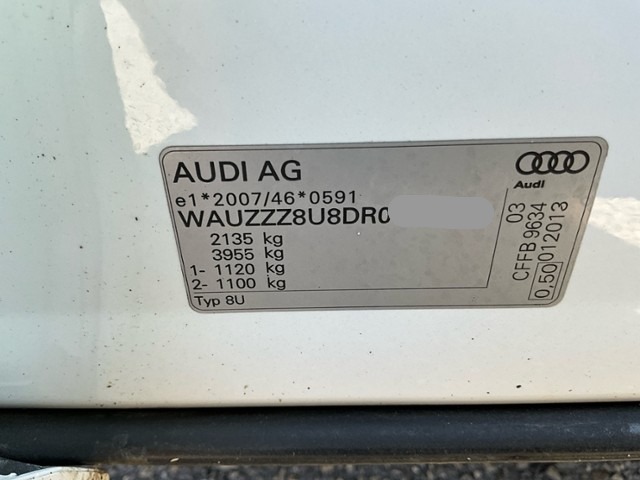 AUDI AG
Audi
e1*2007/46*0591
WAUZZZ8U8DR0
2135 kg
3955 kg
1- 1120 kg
2- 1100 kg
Typ 8U
03
CFFB 9634
0,50 012013